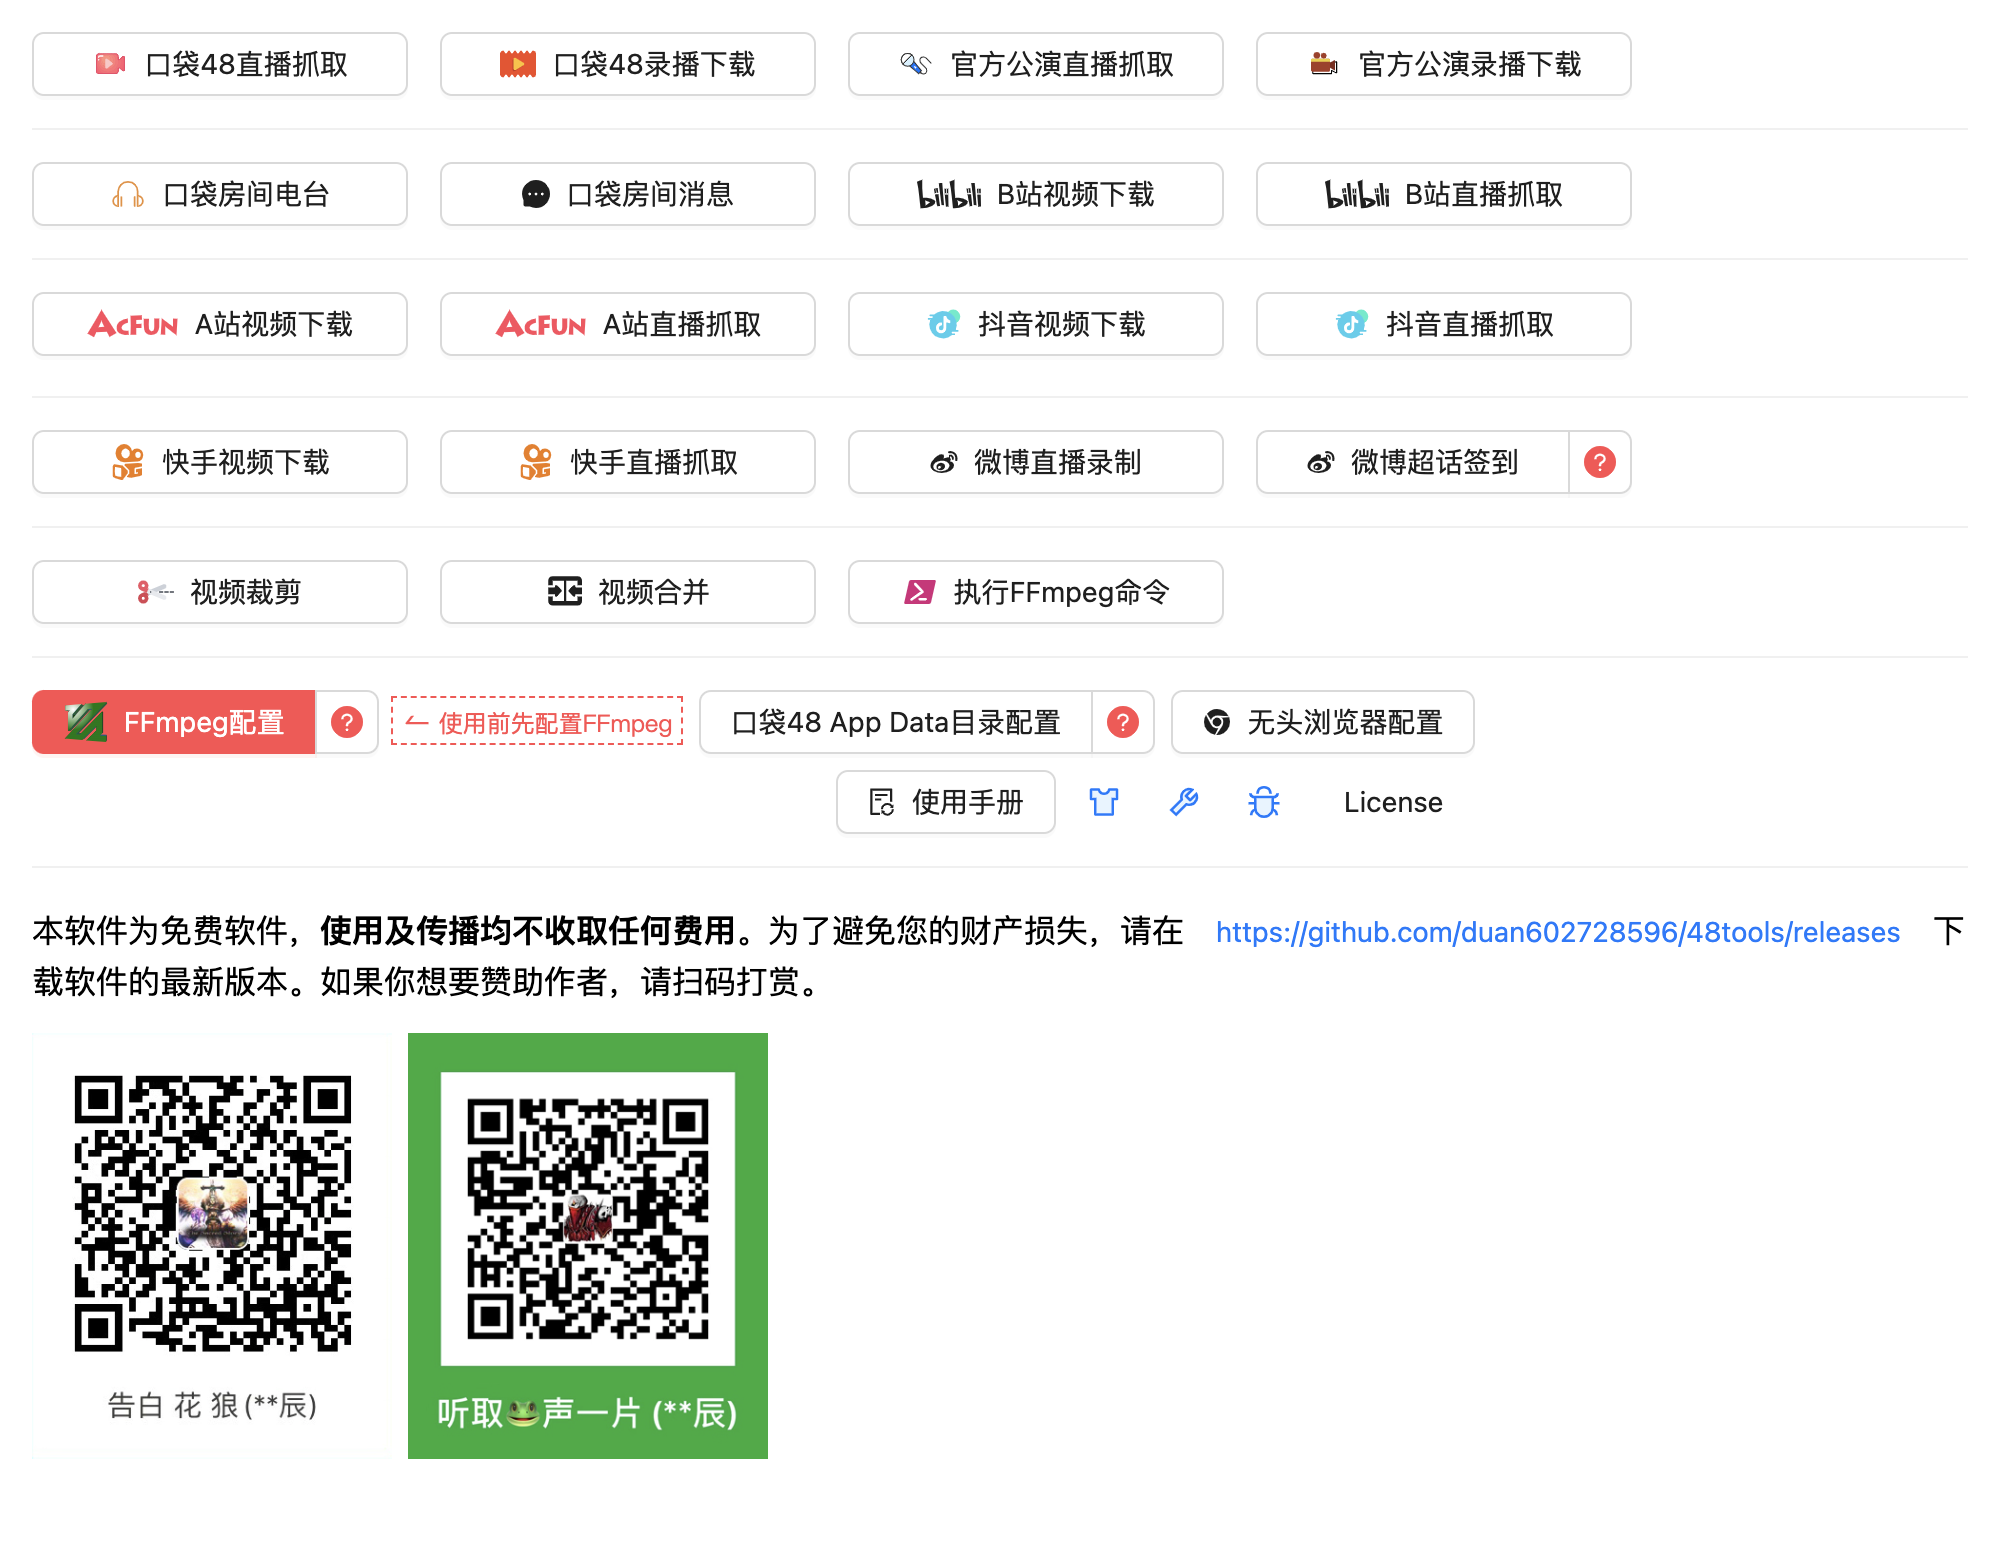 口袋48直播抓取
口袋48录播下载
官方公演直播抓取
官方公演录播下载
口袋房间电台
口袋房间消息
bilibili B站视频下载
bilibili B站直播抓取
AcFun A站视频下载
AcFun A站直播抓取
抖音视频下载
抖音直播抓取
快手视频下载
快手直播抓取
微博直播录制
微博超话签到 ?
视频裁剪
视频合并
执行FFmpeg命令
FFmpeg配置 ?
使用前先配置FFmpeg
口袋48 App Data目录配置 ?
无头浏览器配置
使用手册
License
本软件为免费软件，使用及传播均不收取任何费用。为了避免您的财产损失，请在 https://github.com/duan602728596/48tools/releases 下
载软件的最新版本。如果你想要赞助作者，请扫码打赏。
告白 花 狼(**辰)
听取🐸声一片 (**辰)